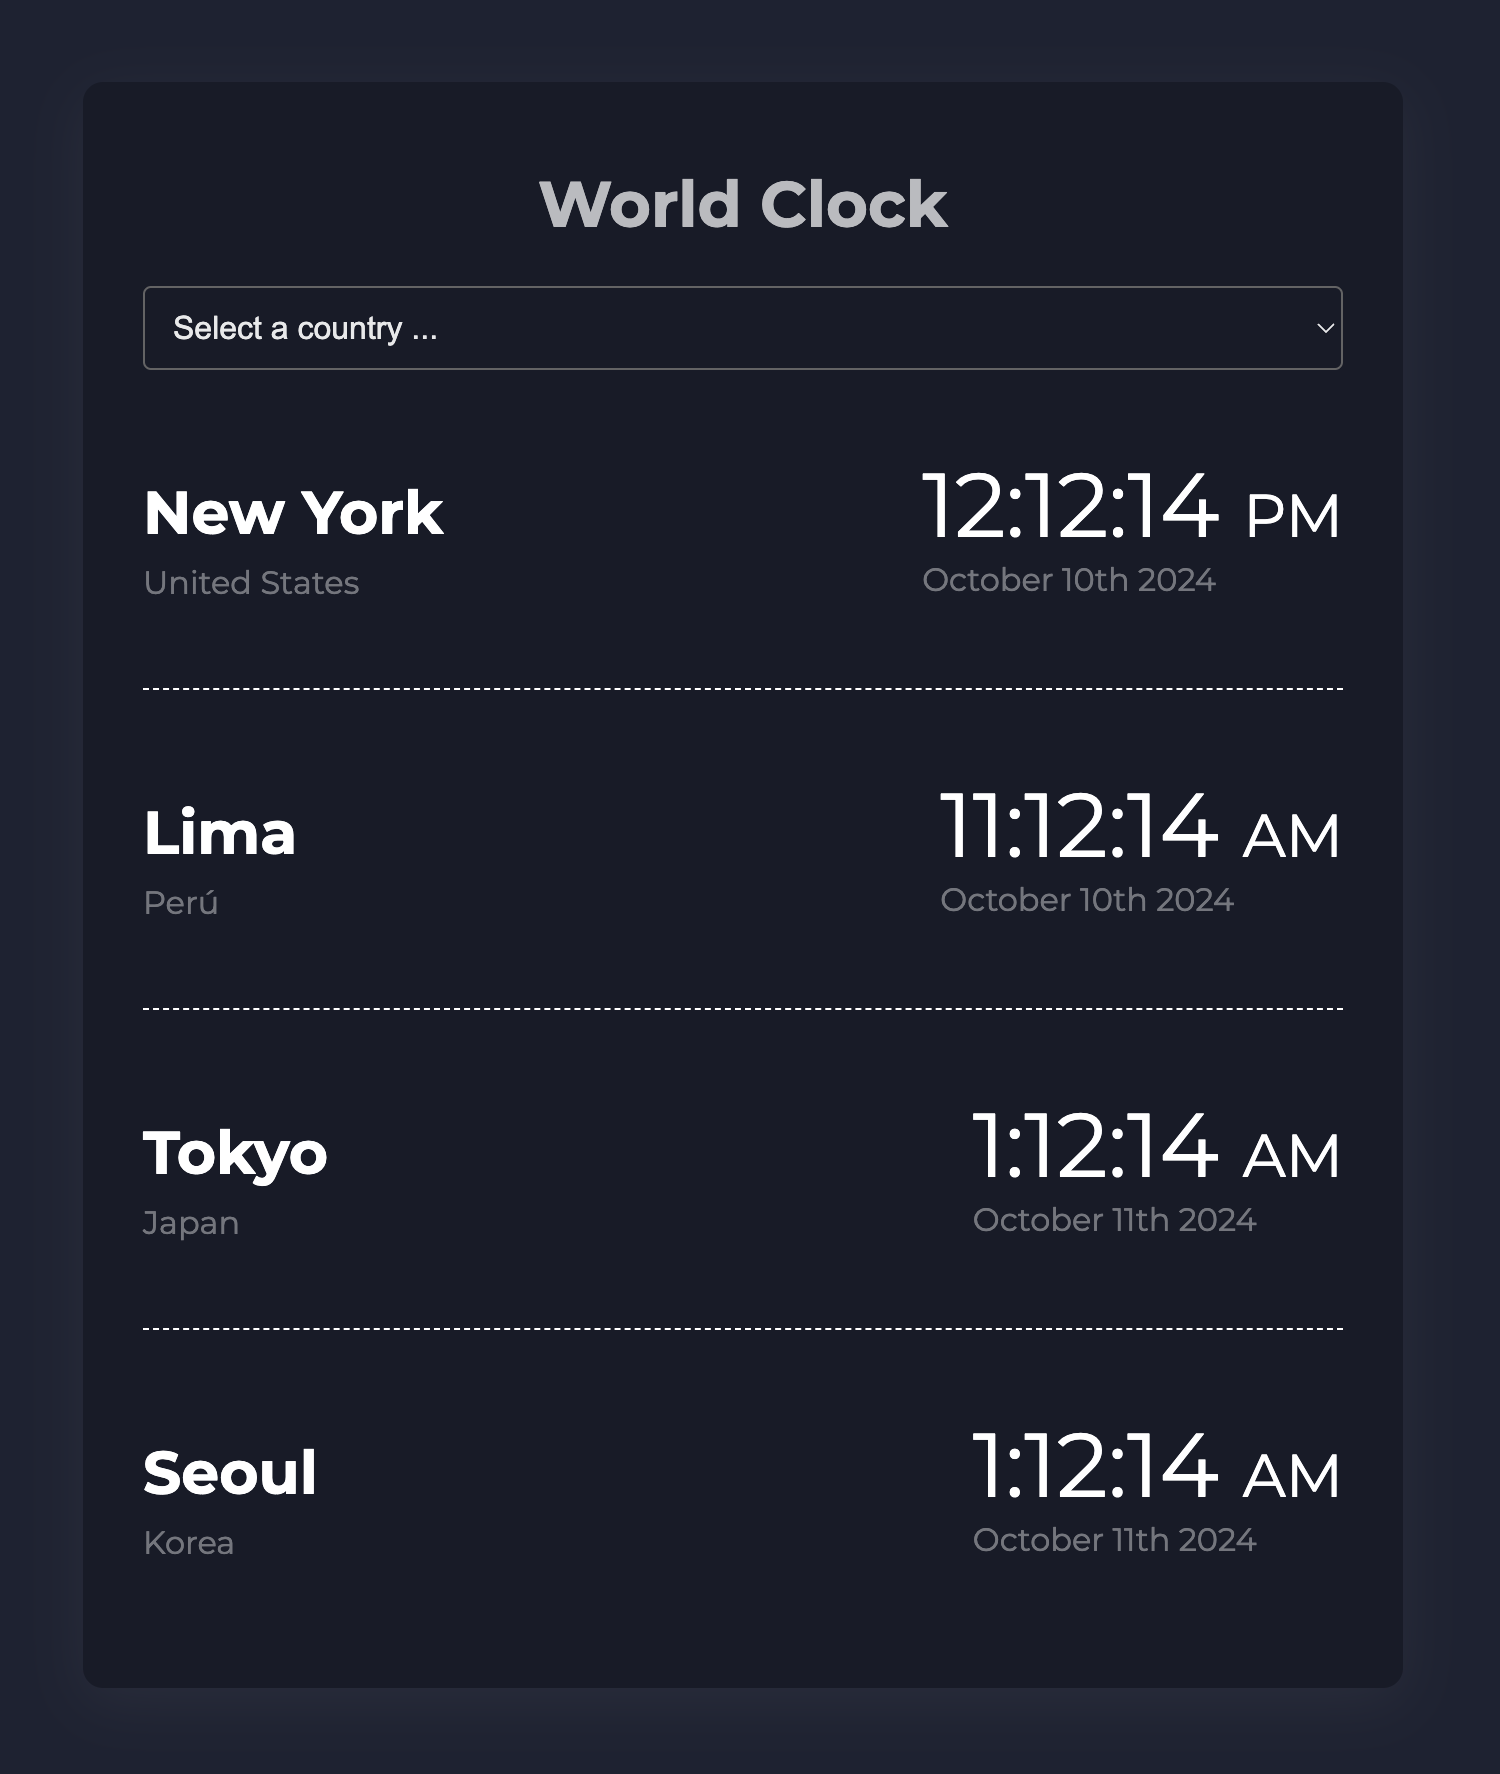 World Clock
Select a country ...
New York
12:12:14 PM
United States
October 10th 2024
Lima
11:12:14 AM
Perú
October 10th 2024
Tokyo
1:12:14 AM
Japan
October 11th 2024
Seoul
1:12:14 AM
Korea
October 11th 2024